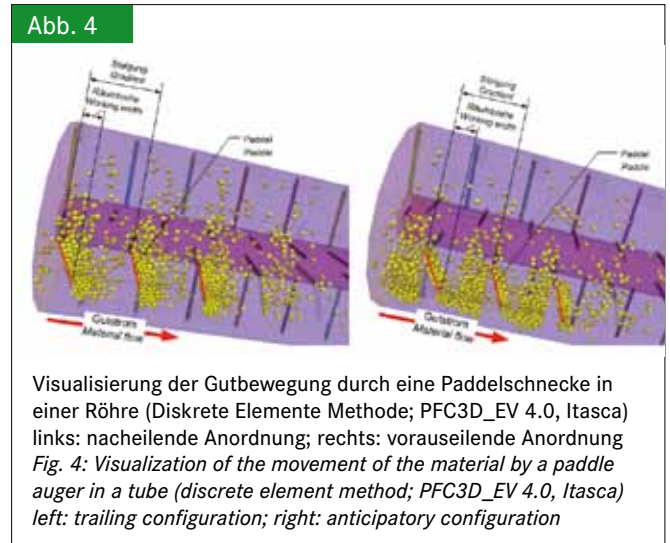 Abb. 4
Steigung
Gradient
Räumbreite
Working width
Paddel
Paddle
Gutstrom
Material flow
Steigung
Gradient
Räumbreite
Working width
Paddel
Paddle
Gutstrom
Material flow
Visualisierung der Gutbewegung durch eine Paddelschnecke in
einer Röhre (Diskrete Elemente Methode; PFC3D_EV 4.0, Itasca)
links: nacheilende Anordnung; rechts: vorauseilende Anordnung
Fig. 4: Visualization of the movement of the material by a paddle
auger in a tube (discrete element method; PFC3D_EV 4.0, Itasca)
left: trailing configuration; right: anticipatory configuration